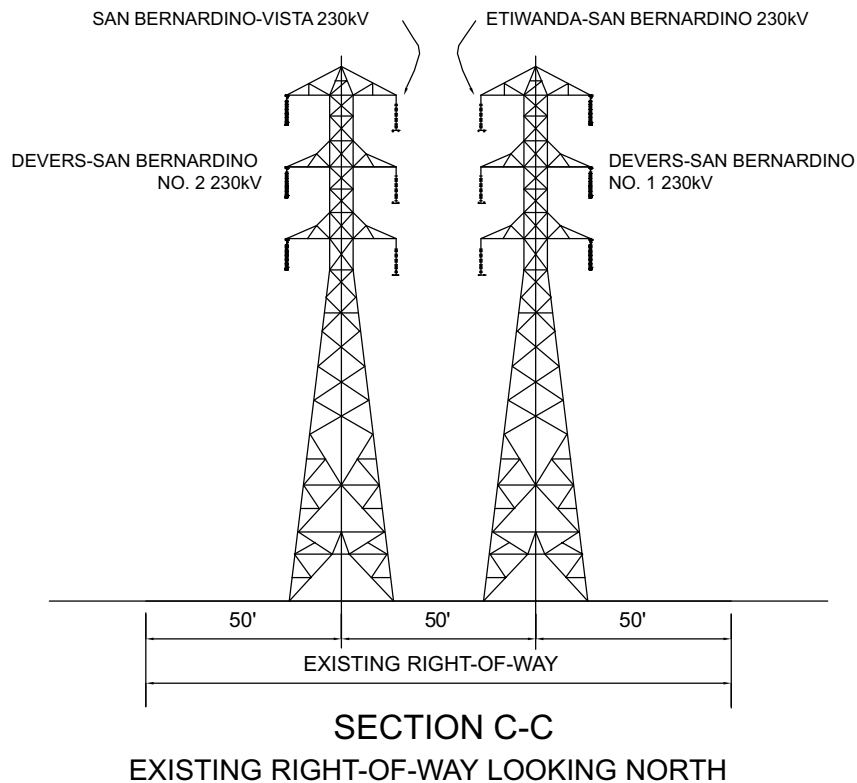 SAN BERNARDINO-VISTA 230kV
ETIWANDA-SAN BERNARDINO 230kV
DEVERS-SAN BERNARDINO
NO. 2 230kV
DEVERS-SAN BERNARDINO
NO. 1 230kV
50'
50'
50'
EXISTING RIGHT-OF-WAY
SECTION C-C
EXISTING RIGHT-OF-WAY LOOKING NORTH